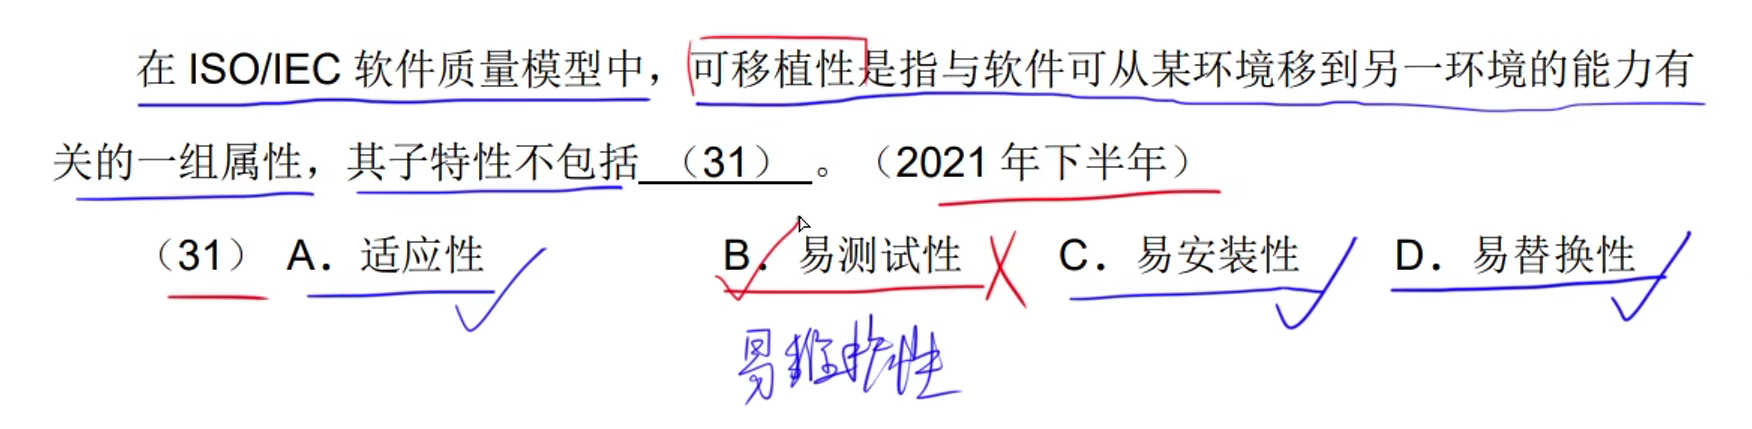 在 ISO/IEC 软件质量模型中，可移植性是指与软件可从某环境移到另一环境的能力有
关的一组属性，其子特性不包括 （31） 。（2021 年下半年）
（31） A．适应性 B．易测试性 C．易安装性 D．易替换性
易维护性